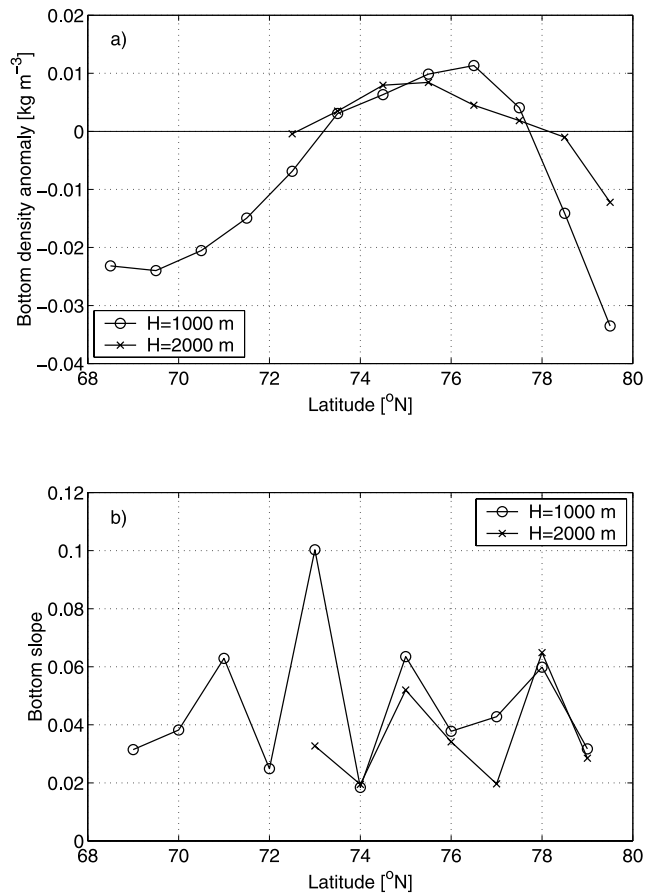 a)
Bottom density anomaly [kg m⁻³]
0.02
0.01
0
−0.01
−0.02
−0.03
−0.04
H=1000 m
H=2000 m
68 70 72 74 76 78 80
Latitude [°N]
b)
Bottom slope
0.12
0.1
0.08
0.06
0.04
0.02
0
H=1000 m
H=2000 m
68 70 72 74 76 78 80
Latitude [°N]